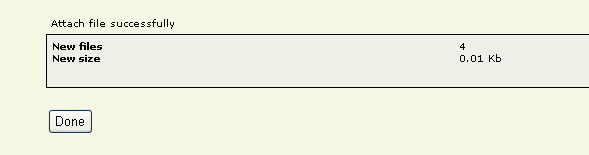 Attach file successfully
New files 4
New size 0.01 Kb
Done